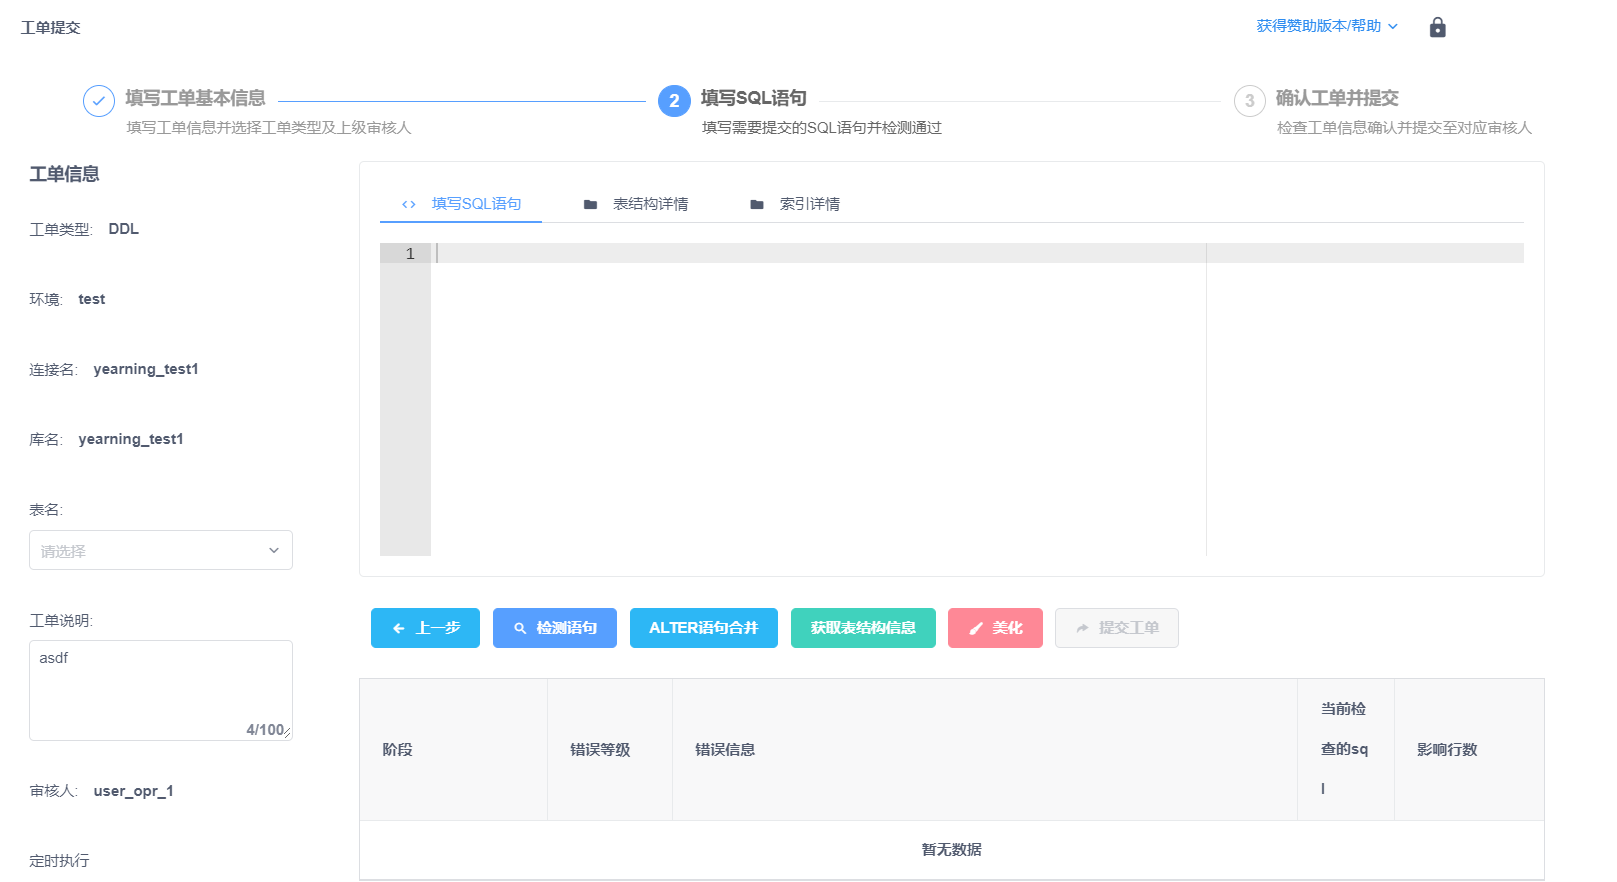 工单提交
获得赞助版本/帮助
填写工单基本信息
填写工单信息并选择工单类型及上级审核人
2
填写SQL语句
填写需要提交的SQL语句并检测通过
3
确认工单并提交
检查工单信息确认并提交至对应审核人
工单信息
工单类型: DDL
环境: test
连接名: yearning_test1
库名: yearning_test1
表名:
请选择
工单说明:
asdf
4/100
审核人: user_opr_1
定时执行
填写SQL语句 表结构详情 索引详情
1
上一步 检测语句 ALTER语句合并 获取表结构信息 美化 提交工单
阶段 错误等级 错误信息
当前检
查的sq
l
影响行数
暂无数据